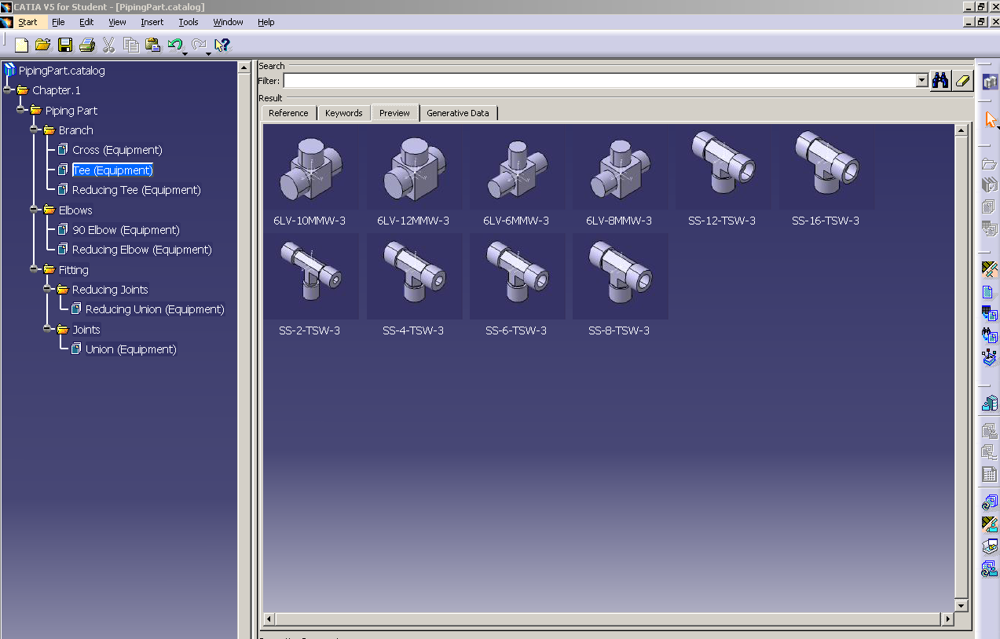 CATIA V5 for Student - [PipingPart.catalog]
Start File Edit View Insert Tools Window Help
PipingPart.catalog
Chapter.1
Piping Part
Branch
Cross (Equipment)
Tee (Equipment)
Reducing Tee (Equipment)
Elbows
90 Elbow (Equipment)
Reducing Elbow (Equipment)
Fitting
Reducing Joints
Reducing Union (Equipment)
Joints
Union (Equipment)
Search
Filter:
Result
Reference Keywords Preview Generative Data
6LV-10MMW-3 6LV-12MMW-3 6LV-6MMW-3 6LV-8MMW-3 SS-12-TSW-3 SS-16-TSW-3
SS-2-TSW-3 SS-4-TSW-3 SS-6-TSW-3 SS-8-TSW-3